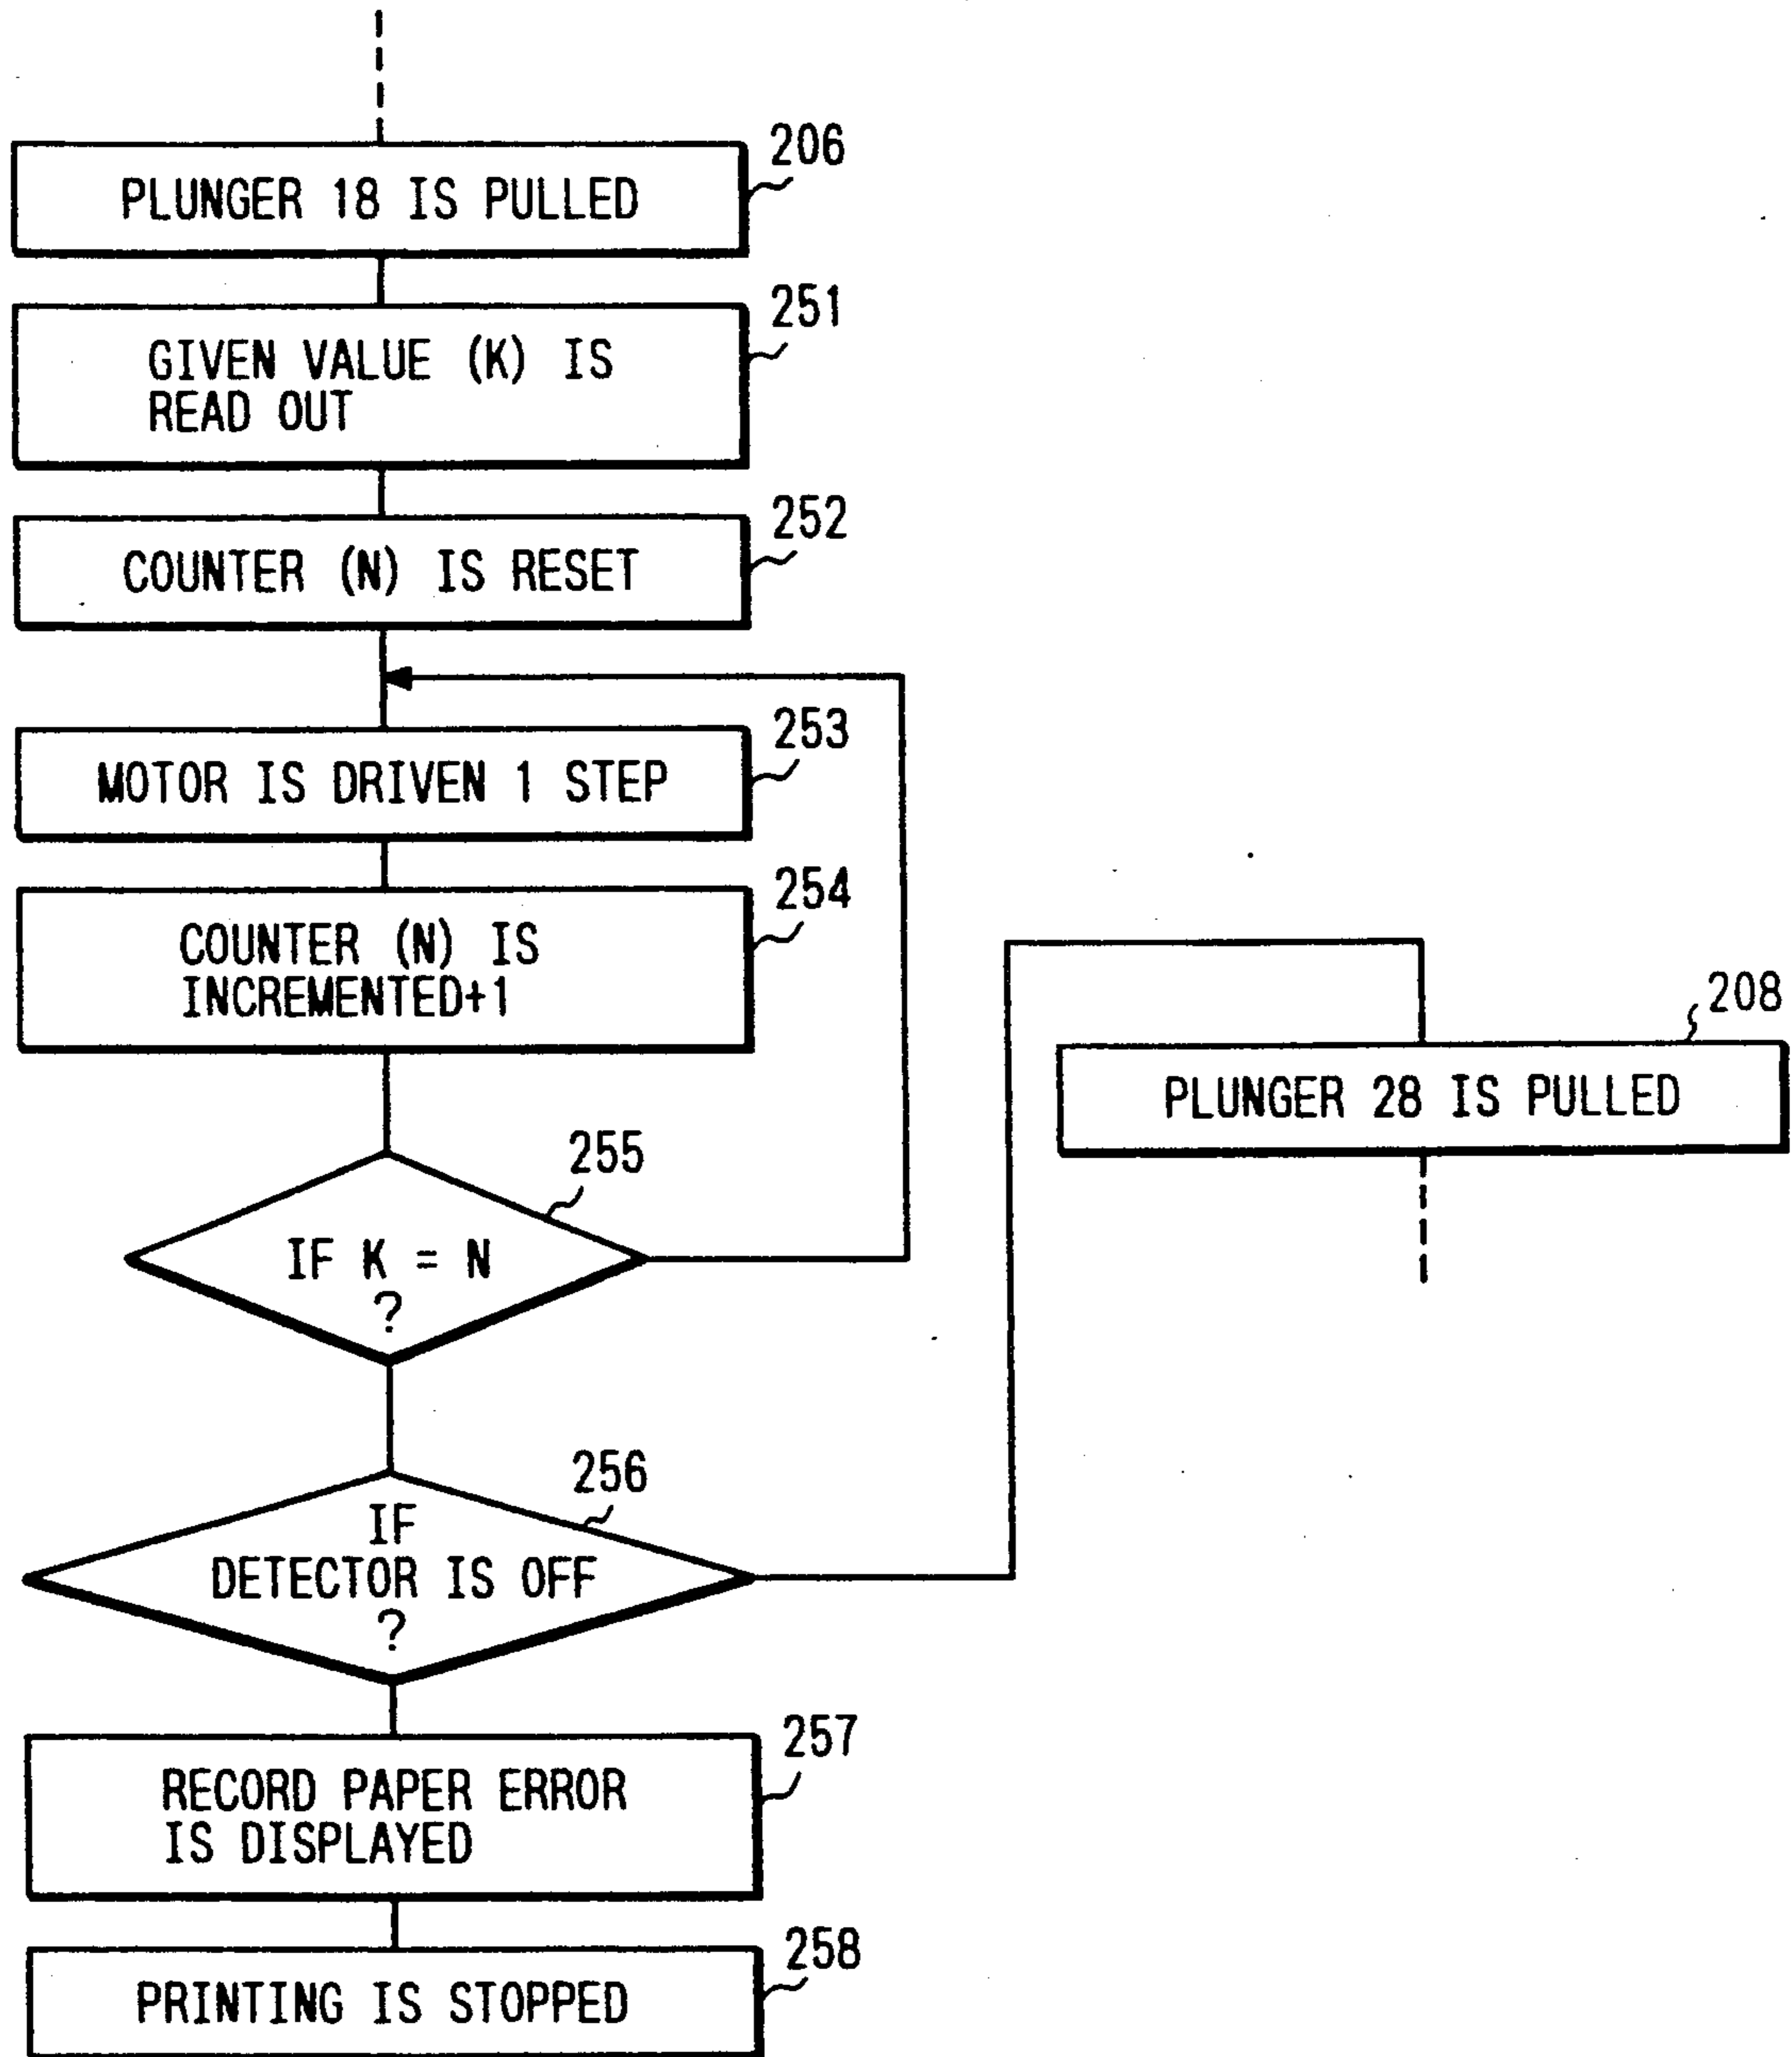 206
PLUNGER 18 IS PULLED
251
GIVEN VALUE (K) IS
READ OUT
252
COUNTER (N) IS RESET
253
MOTOR IS DRIVEN 1 STEP
254
COUNTER (N) IS
INCREMENTED+1
208
PLUNGER 28 IS PULLED
255
IF K = N
?
256
IF
DETECTOR IS OFF
?
257
RECORD PAPER ERROR
IS DISPLAYED
258
PRINTING IS STOPPED